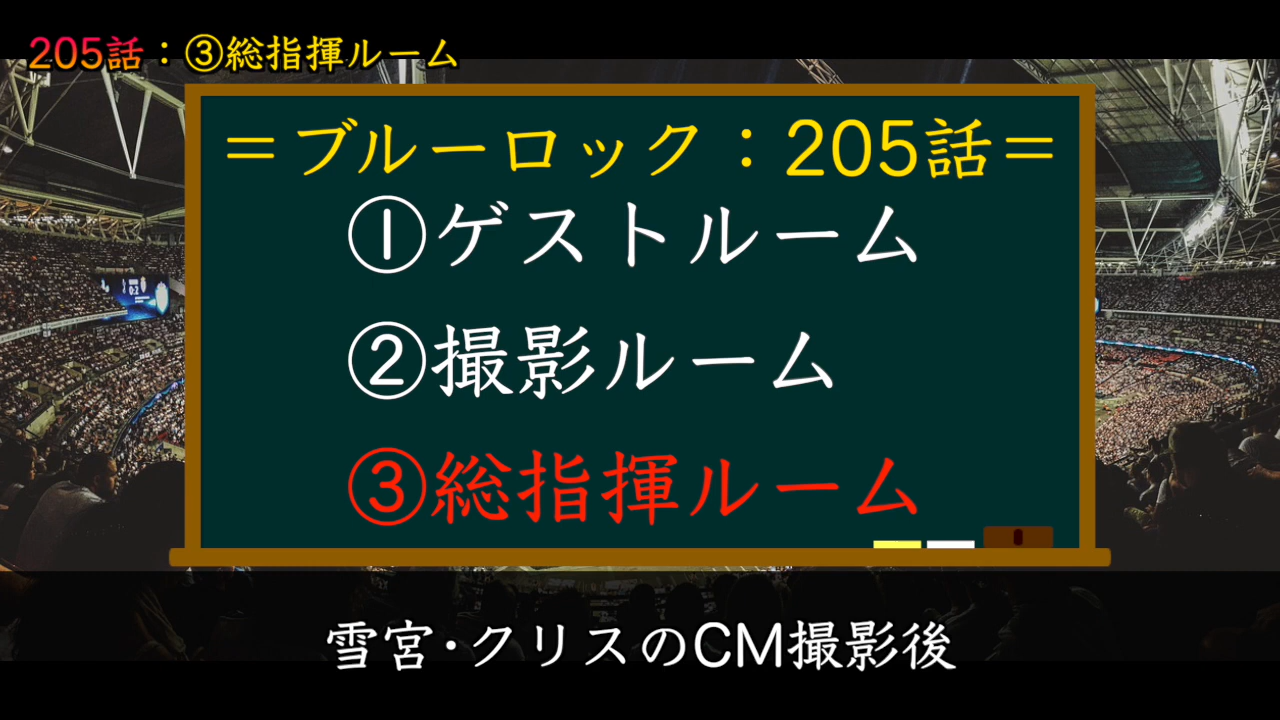 205話：③総指揮ルーム
＝ブルーロック：205話＝
①ゲストルーム
②撮影ルーム
③総指揮ルーム
雪宮･クリスのCM撮影後